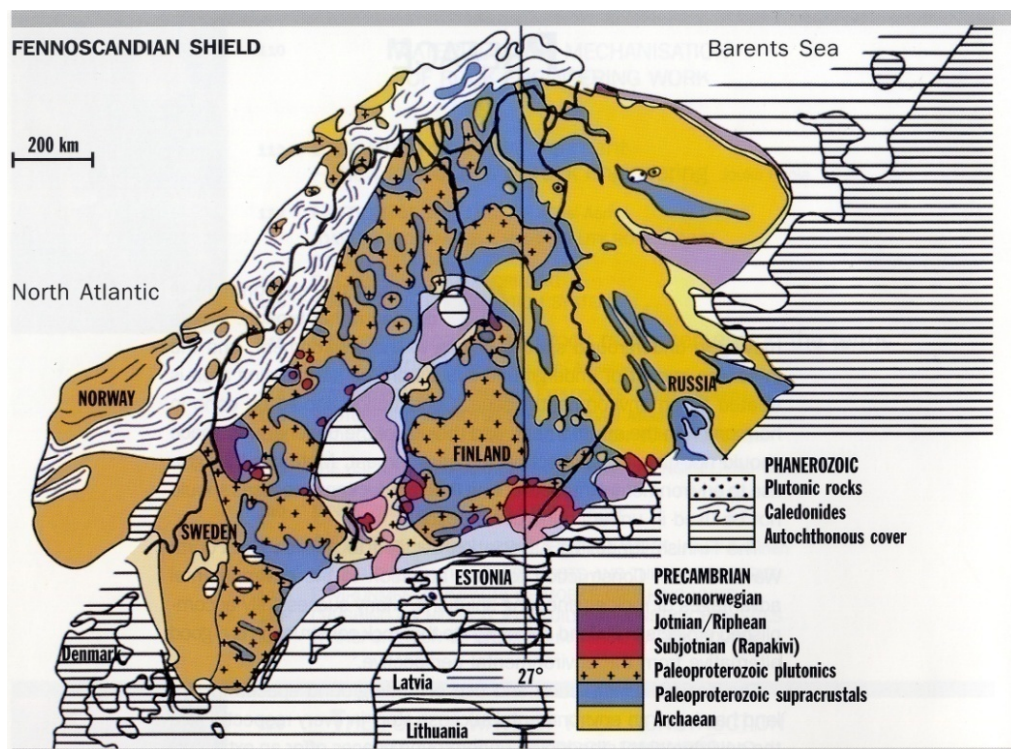 FENNOSCANDIAN SHIELD
Barents Sea
200 km
North Atlantic
NORWAY
RUSSIA
FINLAND
SWEDEN
PHANEROZOIC
Plutonic rocks
Caledonides
Autochthonous cover
ESTONIA
PRECAMBRIAN
Sveconorwegian
Jotnian/Riphean
Subjotnian (Rapakivi)
Paleoproterozoic plutonics
Paleoproterozoic supracrustals
Archaean
Denmark
Latvia
27°
Lithuania